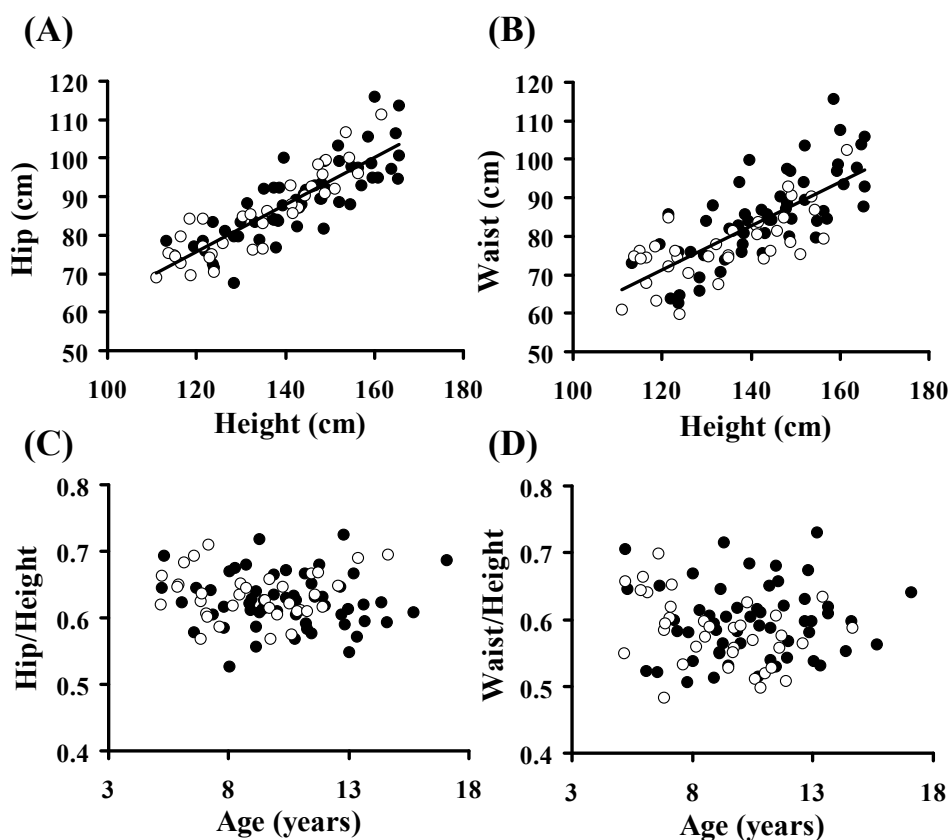 (A)
(B)
120
110
100
90
80
70
60
50
Hip (cm)
100 120 140 160 180
Height (cm)
120
110
100
90
80
70
60
50
Waist (cm)
100 120 140 160 180
Height (cm)
(C)
(D)
0.8
0.7
0.6
0.5
0.4
Hip/Height
3 8 13 18
Age (years)
0.8
0.7
0.6
0.5
0.4
Waist/Height
3 8 13 18
Age (years)